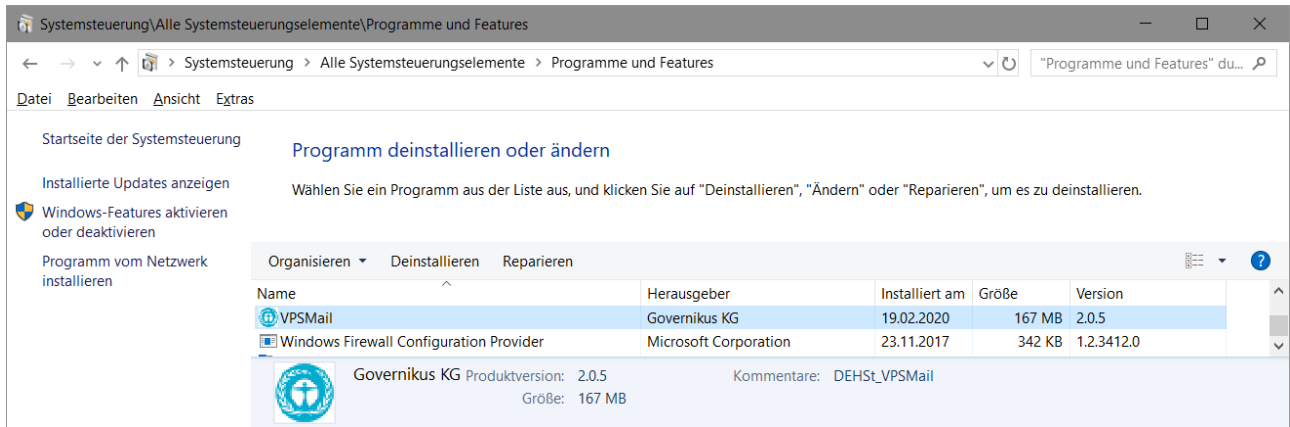 Systemsteuerung\Alle Systemsteuerungselemente\Programme und Features
Systemsteuerung > Alle Systemsteuerungselemente > Programme und Features
"Programme und Features" du...
Datei Bearbeiten Ansicht Extras
Startseite der Systemsteuerung
Installierte Updates anzeigen
Windows-Features aktivieren
oder deaktivieren
Programm vom Netzwerk
installieren
Programm deinstallieren oder ändern
Wählen Sie ein Programm aus der Liste aus, und klicken Sie auf "Deinstallieren", "Ändern" oder "Reparieren", um es zu deinstallieren.
Organisieren Deinstallieren Reparieren
Name Herausgeber Installiert am Größe Version
VPSMail Governikus KG 19.02.2020 167 MB 2.0.5
Windows Firewall Configuration Provider Microsoft Corporation 23.11.2017 342 KB 1.2.3412.0
Governikus KG Produktversion: 2.0.5 Kommentare: DEHSt_VPSMail
Größe: 167 MB